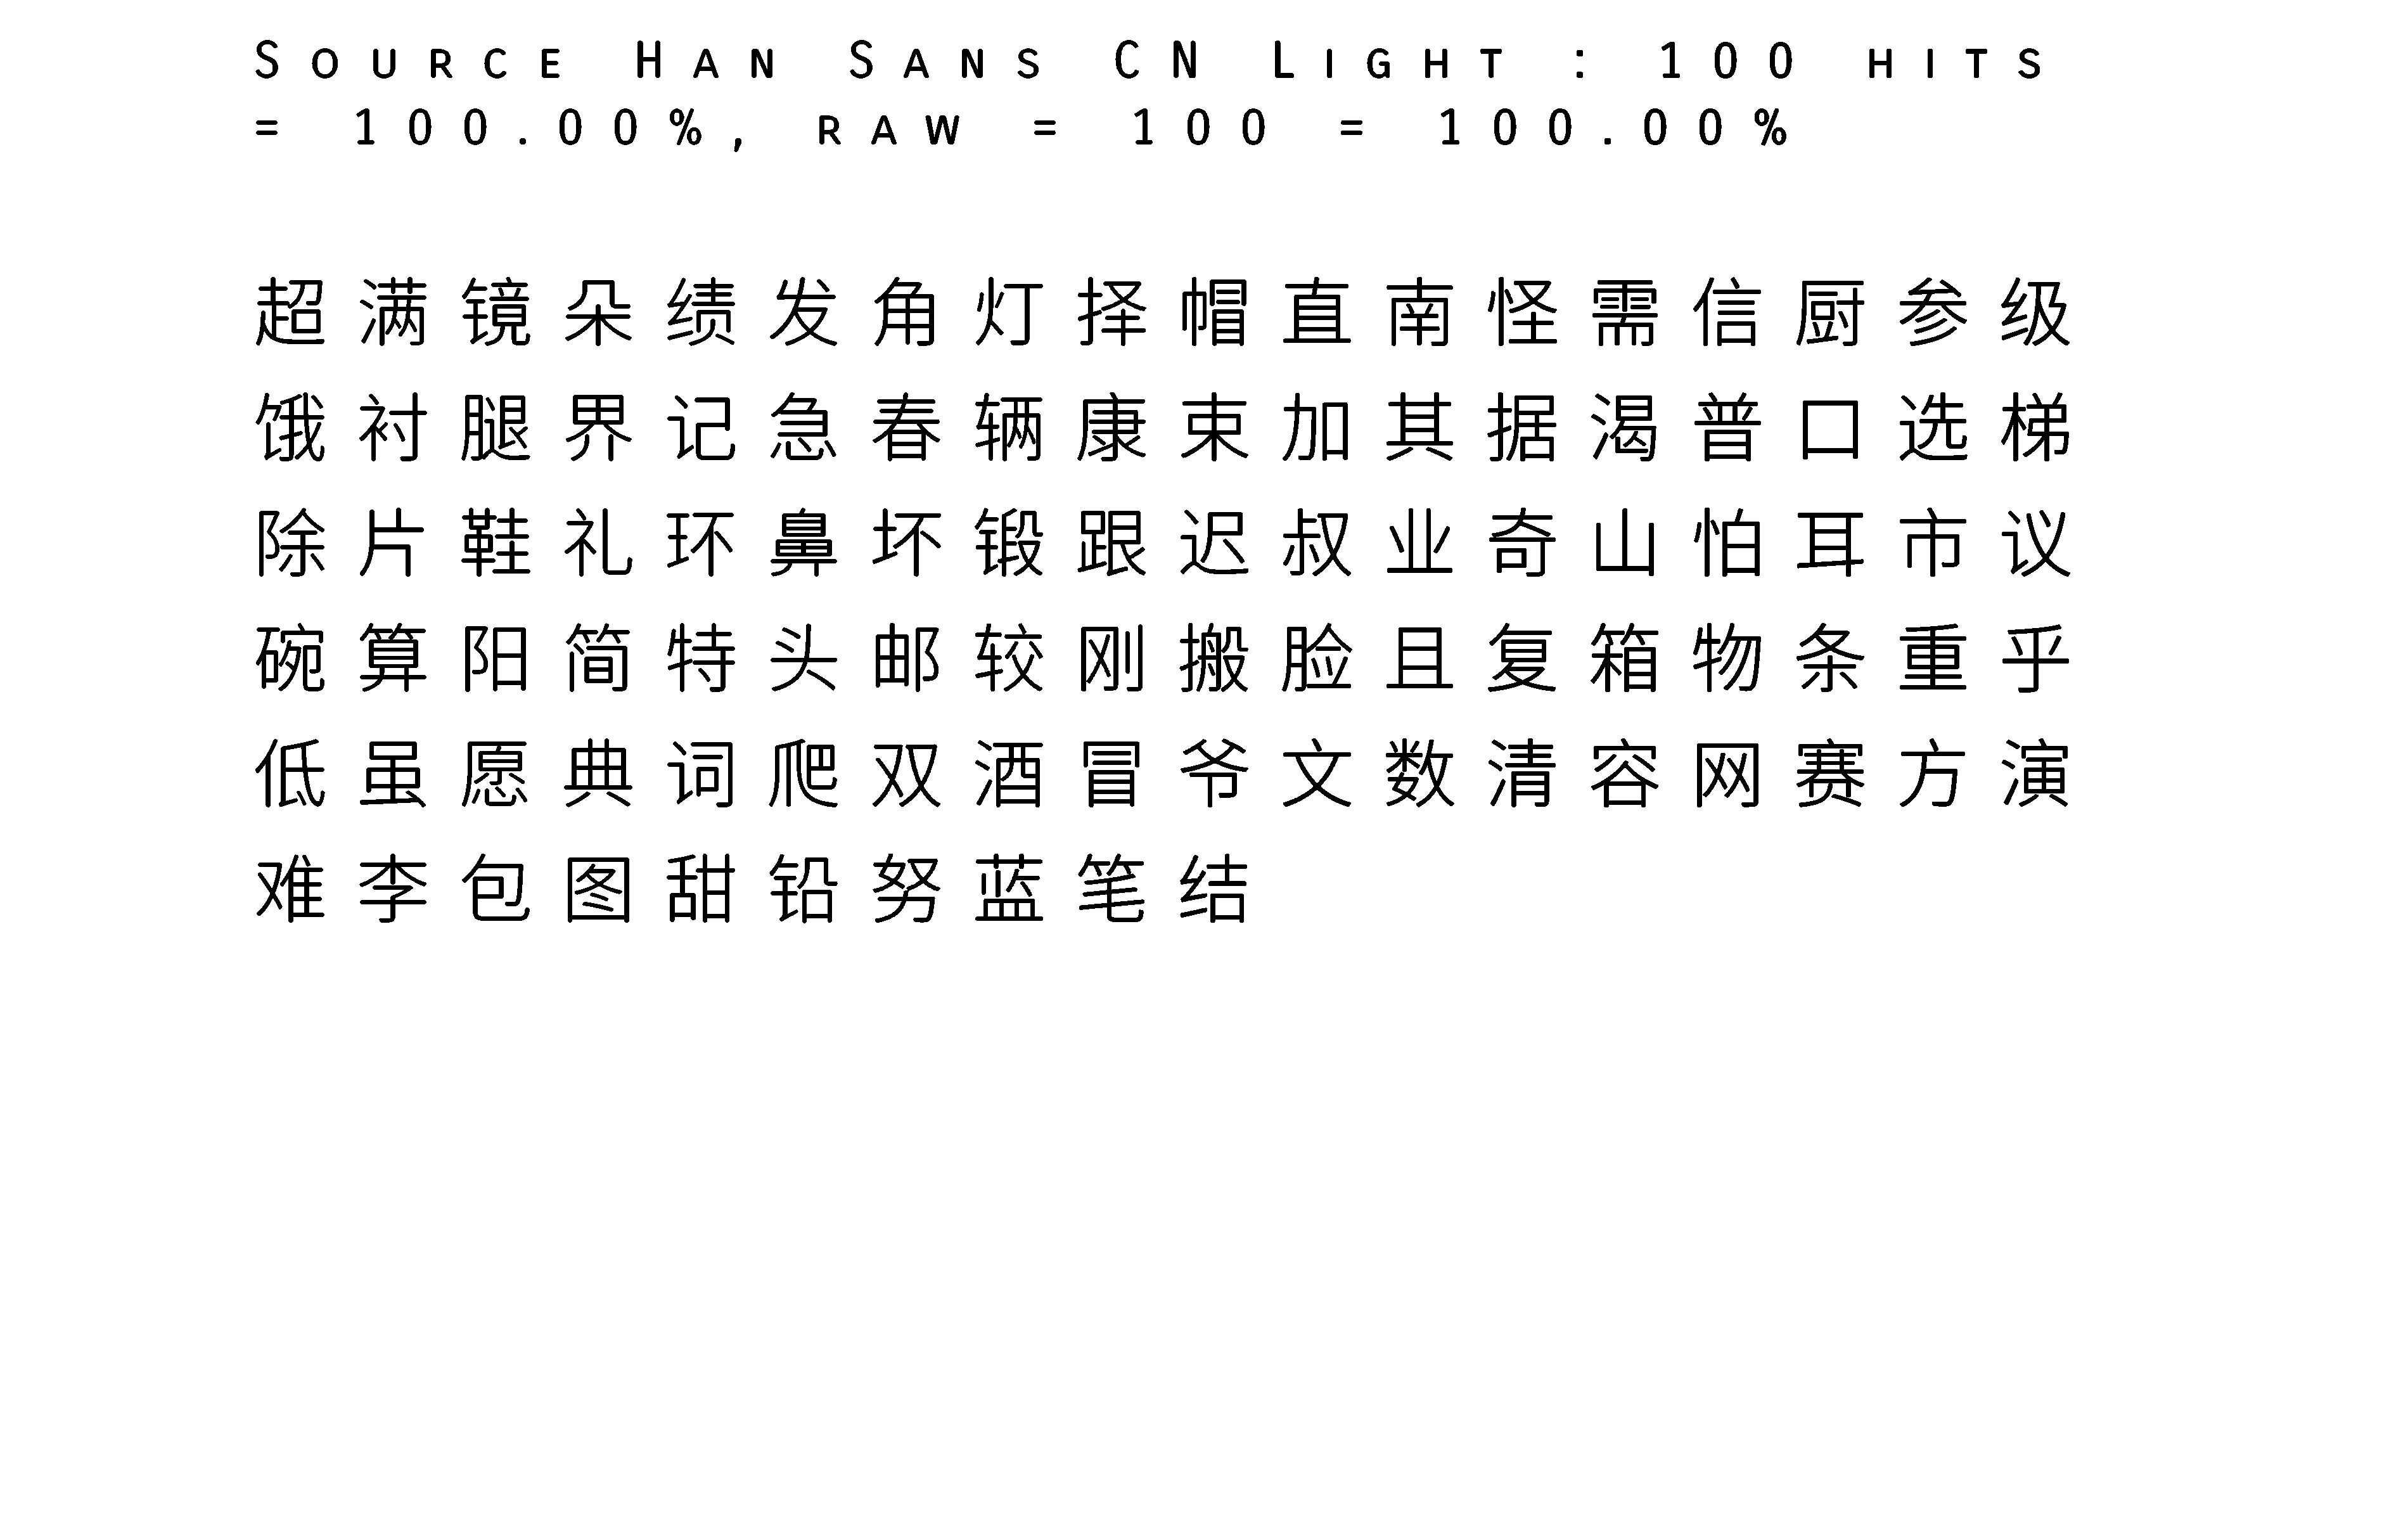 Source Han Sans CN Light : 100 hits
= 100.00%, raw = 100 = 100.00%
超满镜朵绩发角灯择帽直南怪需信厨参级
饿衬腿界记急春辆康束加其据渴普口选梯
除片鞋礼环鼻坏锻跟迟叔业奇山怕耳市议
碗算阳简特头邮较刚搬脸且复箱物条重乎
低虽愿典词爬双酒冒爷文数清容网赛方演
难李包图甜铅努蓝笔结